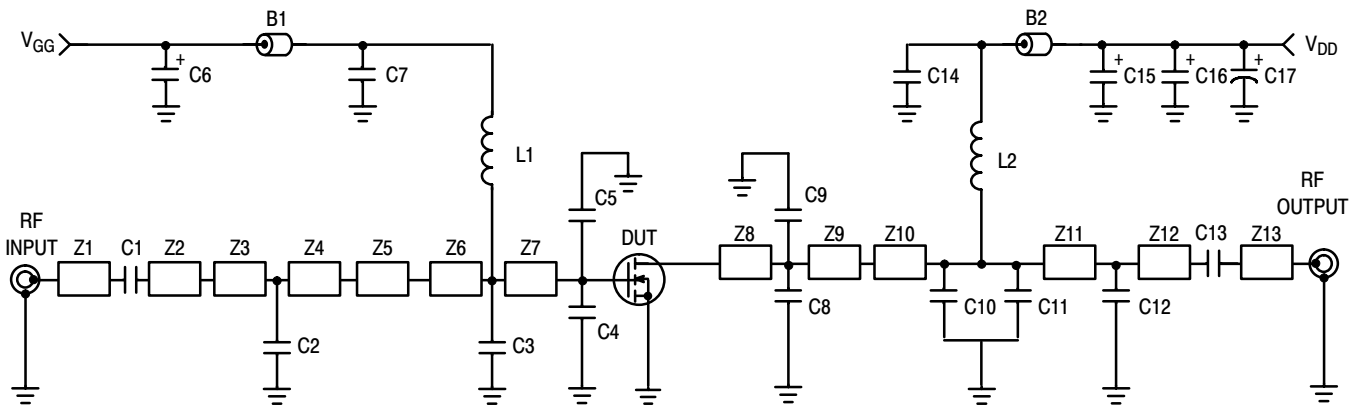 B1
B2
V_GG
V_DD
+
C6
C7
C14
+
C15
+
C16
+
C17
L1
L2
C5
C9
RF
INPUT
RF
OUTPUT
Z1
C1
Z2
Z3
Z4
Z5
Z6
Z7
DUT
Z8
Z9
Z10
Z11
Z12
C13
Z13
C2
C3
C4
C8
C10
C11
C12